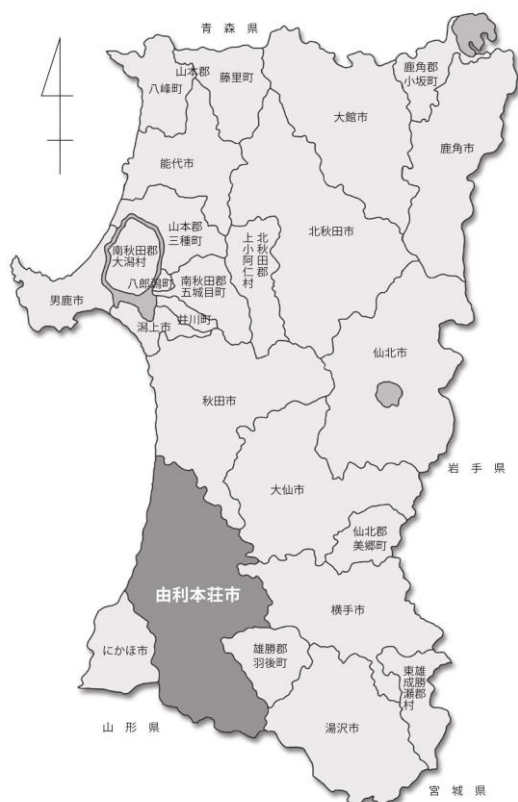 青森県
山本郡
八峰町
藤里町
鹿角郡
小坂町
大館市
鹿角市
能代市
山本郡
三種町
北秋田市
北秋田郡
上小阿仁村
南秋田郡
大潟村
八郎潟町
南秋田郡
五城目町
男鹿市
井川町
潟上市
仙北市
秋田市
岩手県
大仙市
仙北郡
美郷町
由利本荘市
横手市
にかほ市
雄勝郡
羽後町
雄勝郡
東成瀬村
湯沢市
山形県
宮城県